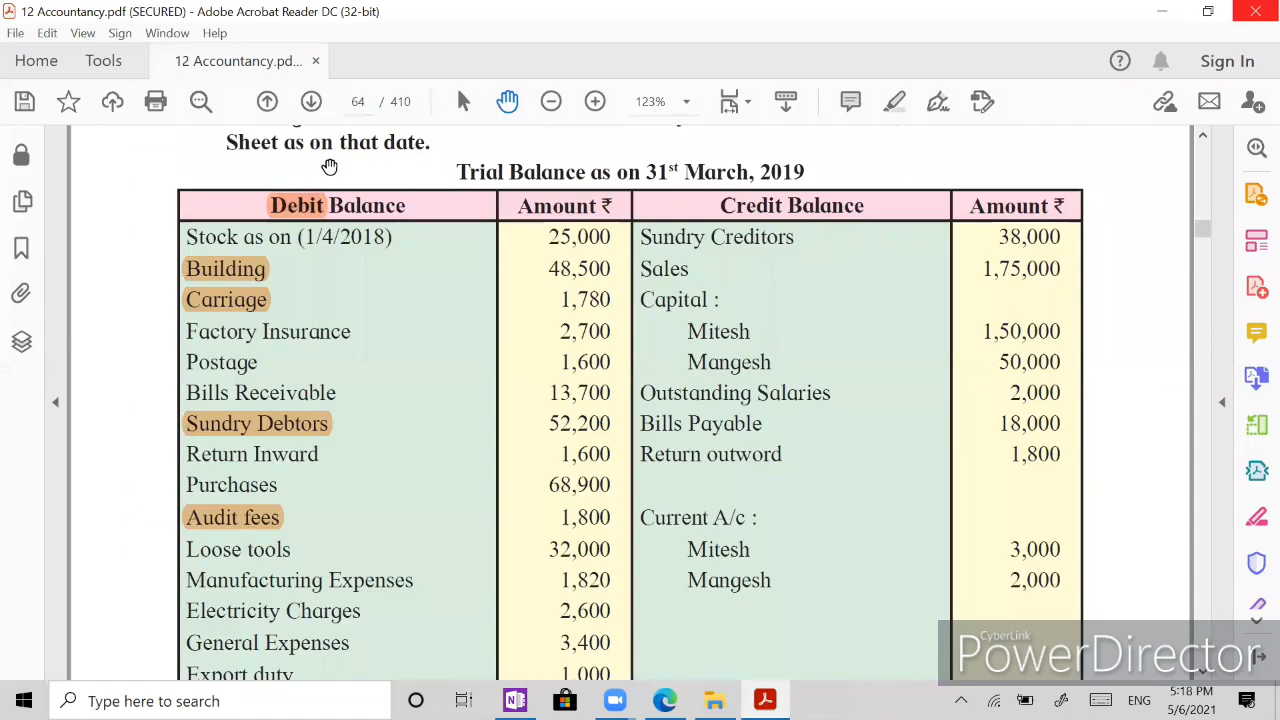 12 Accountancy.pdf (SECURED) - Adobe Acrobat Reader DC (32-bit)
File Edit View Sign Window Help
Home Tools 12 Accountancy.pd... × Sign In
64 / 410 123%
Sheet as on that date.
Trial Balance as on 31st March, 2019
Debit Balance Amount ₹ Credit Balance Amount ₹
Stock as on (1/4/2018) 25,000 Sundry Creditors 38,000
Building 48,500 Sales 1,75,000
Carriage 1,780 Capital :
Factory Insurance 2,700 Mitesh 1,50,000
Postage 1,600 Mangesh 50,000
Bills Receivable 13,700 Outstanding Salaries 2,000
Sundry Debtors 52,200 Bills Payable 18,000
Return Inward 1,600 Return outword 1,800
Purchases 68,900
Audit fees 1,800 Current A/c :
Loose tools 32,000 Mitesh 3,000
Manufacturing Expenses 1,820 Mangesh 2,000
Electricity Charges 2,600
General Expenses 3,400
Export duty 1,000
CyberLink
PowerDirector
Type here to search
ENG
5:18 PM
5/6/2021